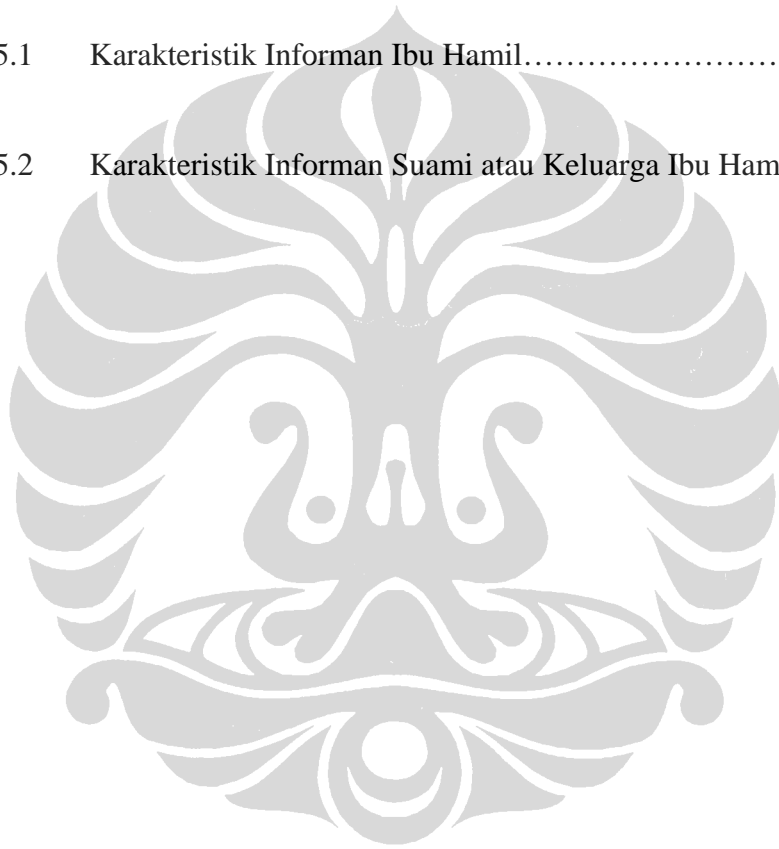 5.1 Karakteristik Informan Ibu Hamil……………………
5.2 Karakteristik Informan Suami atau Keluarga Ibu Ham